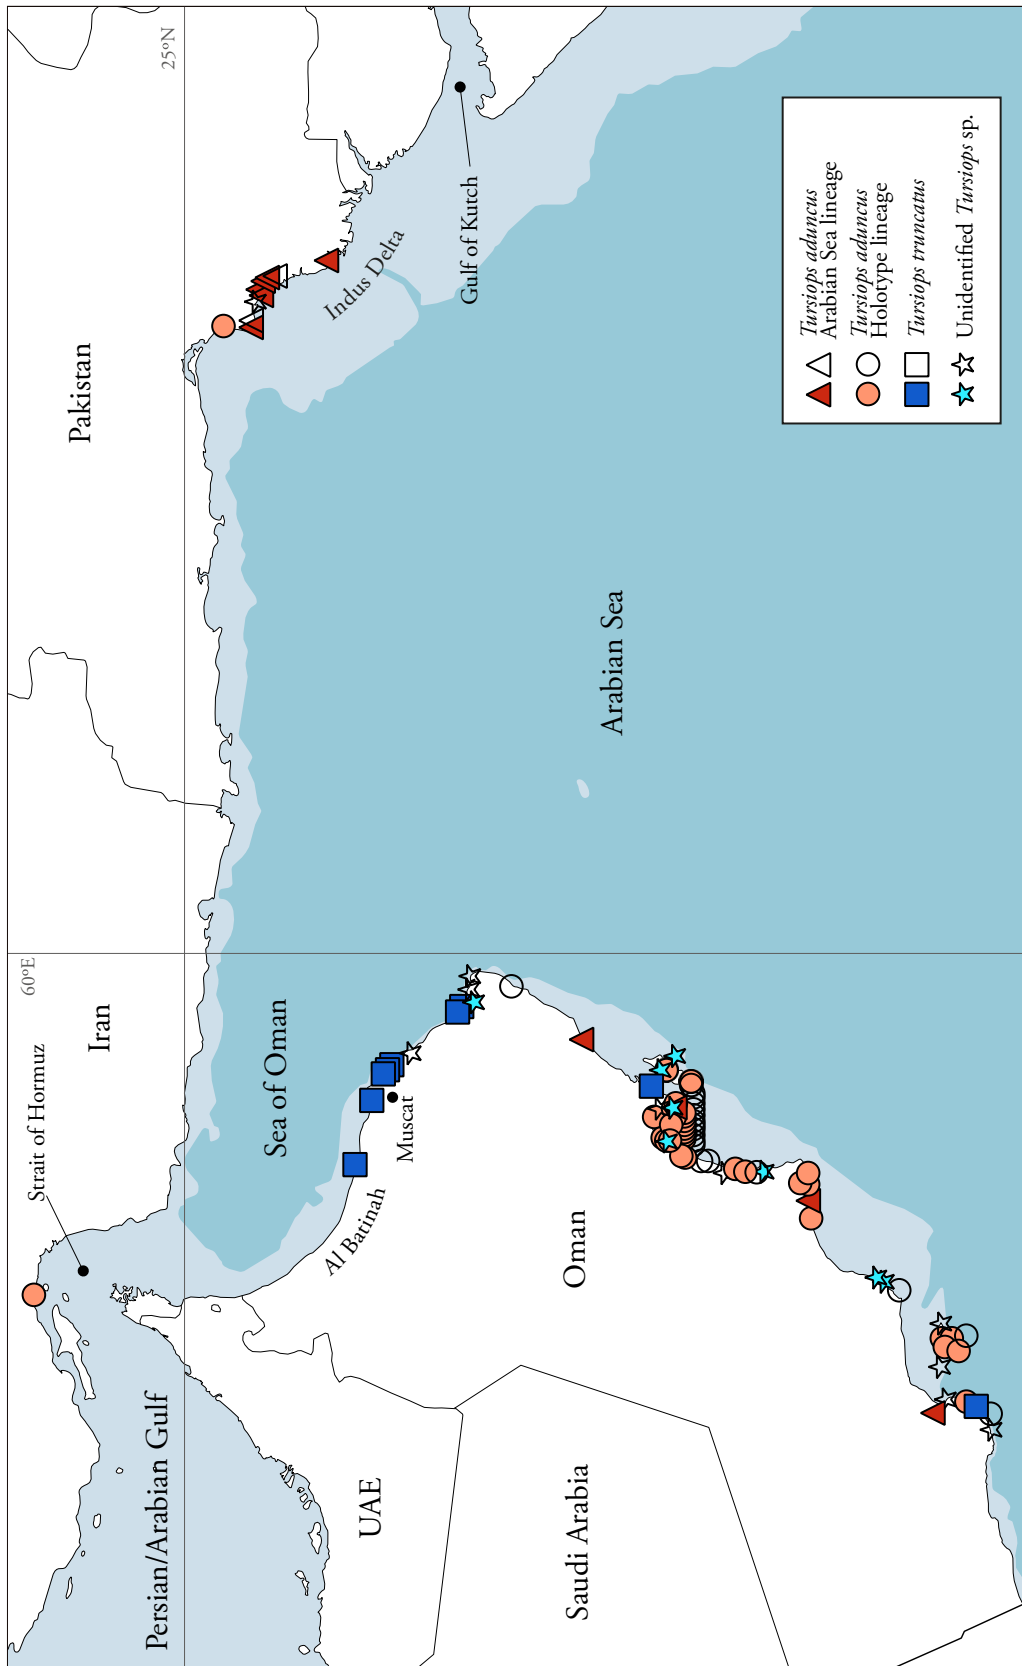 25ºN
60ºE
Pakistan
Iran
Strait of Hormuz
Persian/Arabian Gulf
Indus Delta
Gulf of Kutch
Sea of Oman
Muscat
Al Batinah
UAE
Oman
Saudi Arabia
Arabian Sea
Tursiops aduncus
Arabian Sea lineage
Tursiops aduncus
Holotype lineage
Tursiops truncatus
Unidentified Tursiops sp.